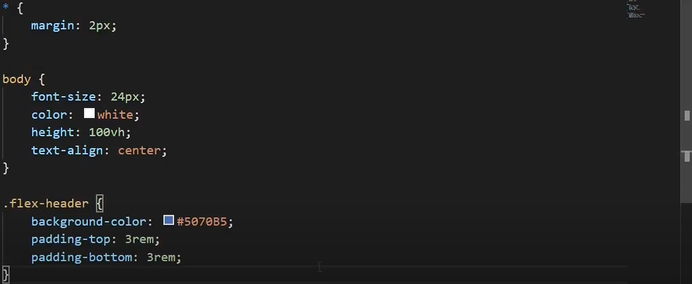 * {
    margin: 2px;
}
body {
    font-size: 24px;
    color: white;
    height: 100vh;
    text-align: center;
}
.flex-header {
    background-color: #5070B5;
    padding-top: 3rem;
    padding-bottom: 3rem;
}